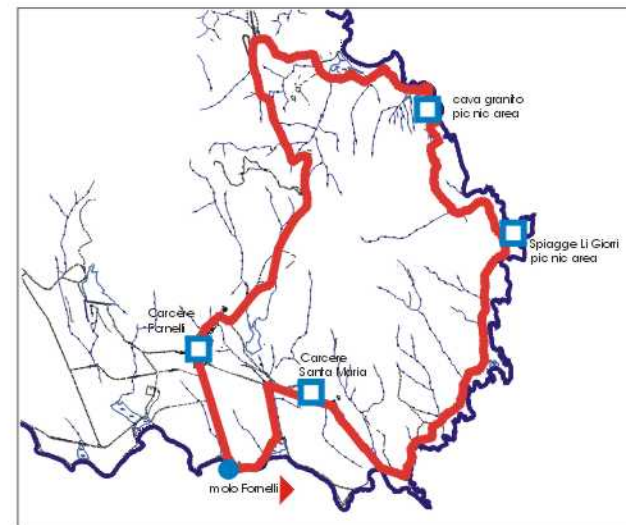 cava granito
pic nic area
Spiagge Li Giorri
pic nic area
Carcere
Fornelli
Carcere
Santa Maria
molo Fornelli